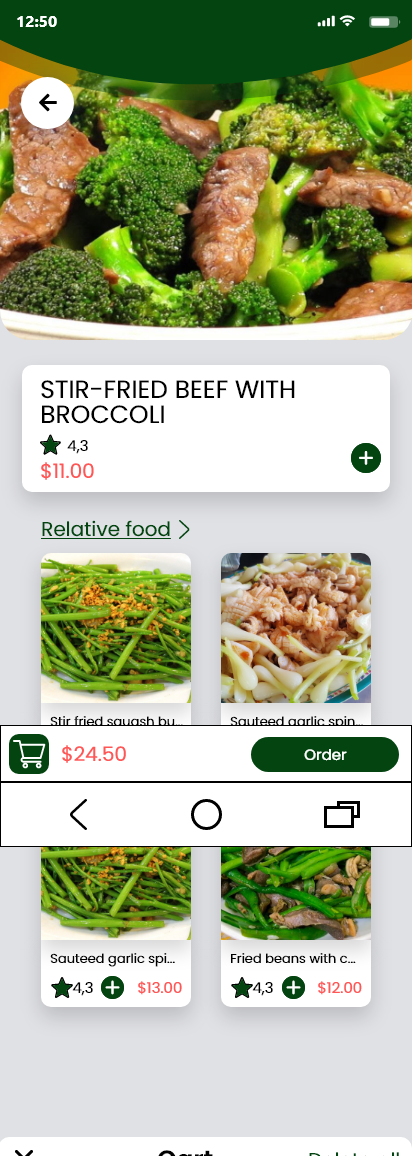 12:50
STIR-FRIED BEEF WITH
BROCCOLI
4,3
$11.00
Relative food
Stir fried squash bu...
Sauteed garlic spin...
$24.50
Order
Sauteed garlic spi...
Fried beans with c...
4,3 $13.00
4,3 $12.00
Cart
Delete all